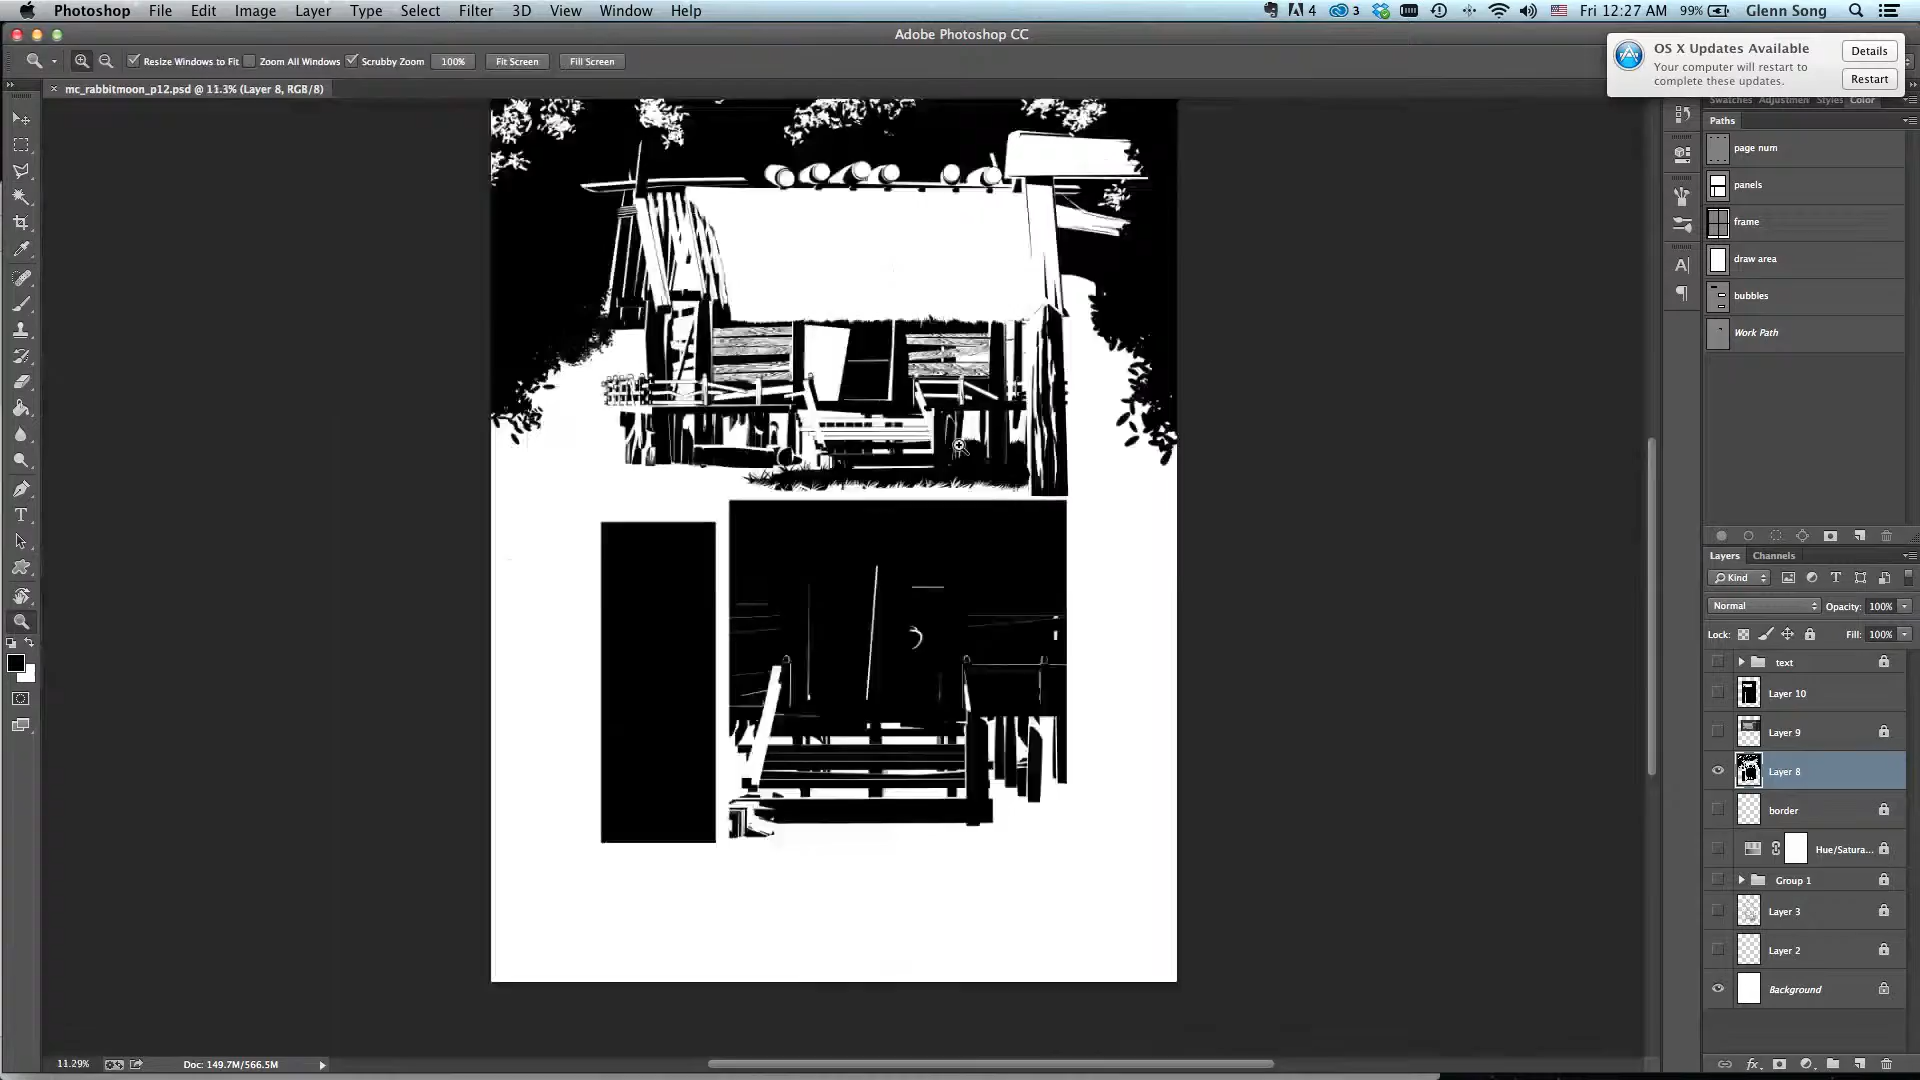 Photoshop File Edit Image Layer Type Select Filter 3D View Window Help 4 3 Fri 12:27 AM 99% Glenn Song
Adobe Photoshop CC
Resize Windows to Fit Zoom All Windows Scrubby Zoom 100% Fit Screen Fill Screen
OS X Updates Available
Your computer will restart to
complete these updates.
Details
Restart
mc_rabbitmoon_p12.psd @ 11.3% (Layer 8, RGB/8)
Swatches Adjustmen Styles Color
Paths
page num
panels
frame
draw area
bubbles
Work Path
Layers Channels
Kind
Normal Opacity: 100%
Lock: Fill: 100%
text
Layer 10
Layer 9
Layer 8
border
Hue/Satura...
Group 1
Layer 3
Layer 2
Background
11.29% Doc: 149.7M/566.5M